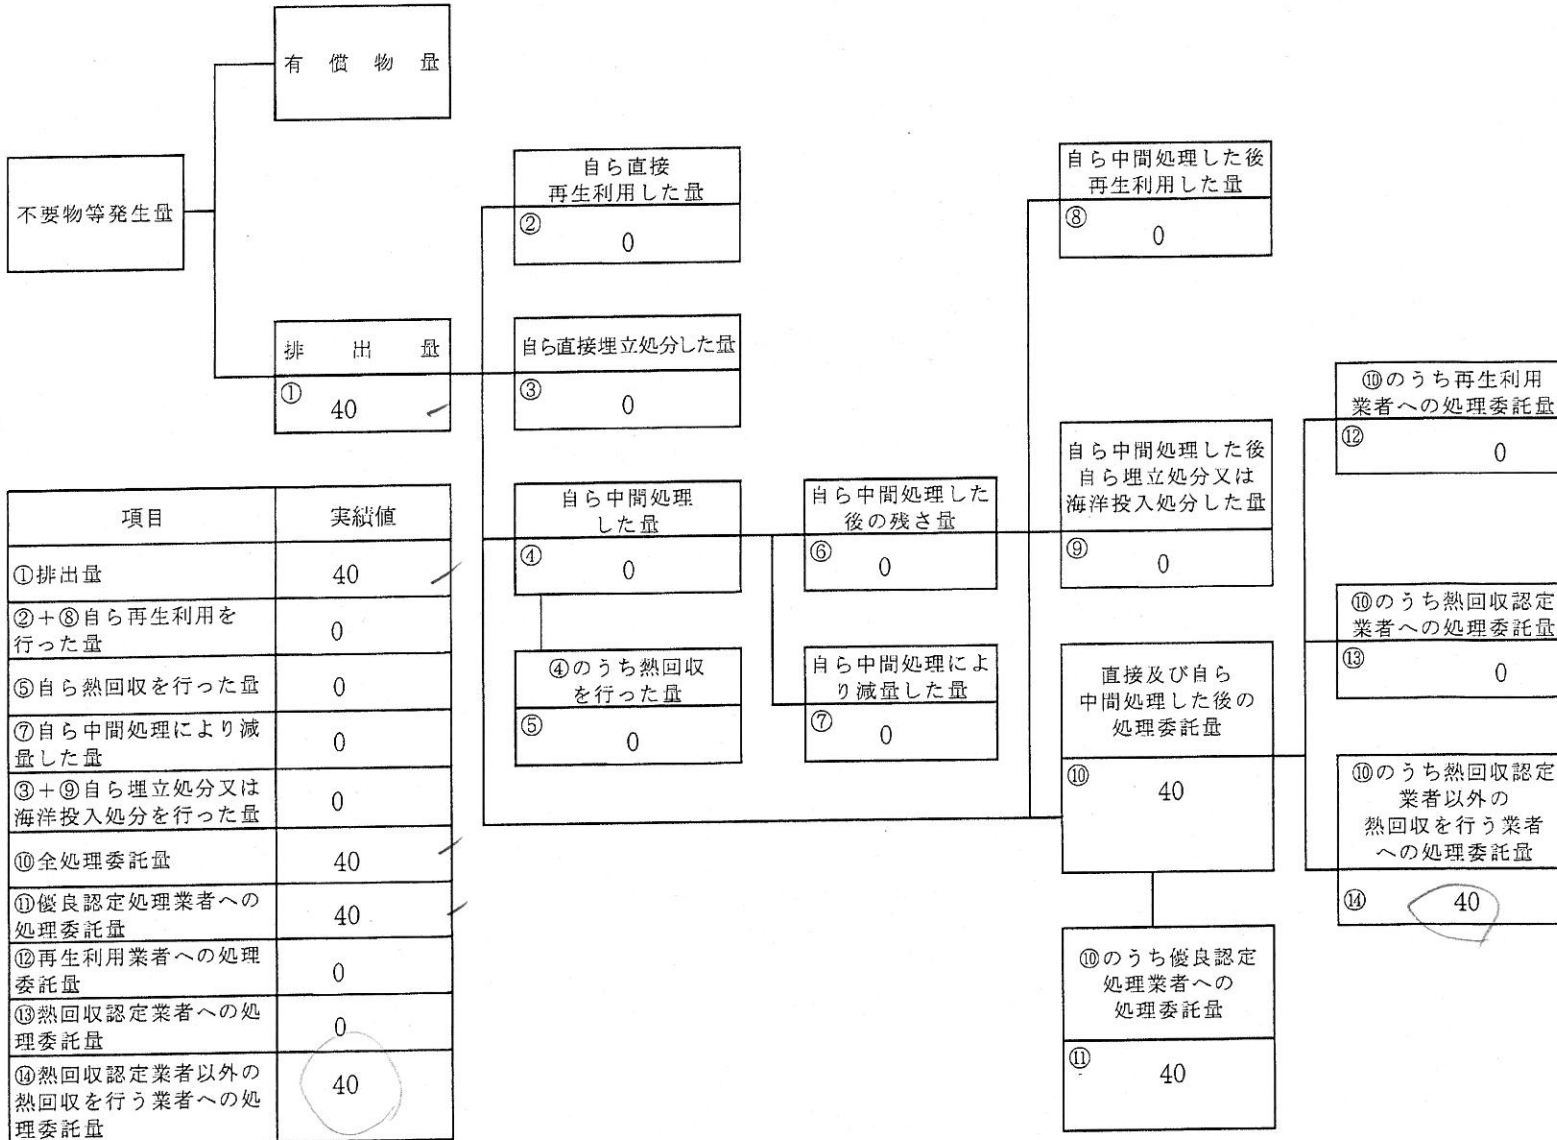 有償物量
不要物等発生量
排出量
① 40
自ら直接
再生利用した量
② 0
自ら直接埋立処分した量
③ 0
自ら中間処理
した量
④ 0
④のうち熱回収
を行った量
⑤ 0
自ら中間処理した
後の残さ量
⑥ 0
自ら中間処理によ
り減量した量
⑦ 0
自ら中間処理した後
再生利用した量
⑧ 0
自ら中間処理した後
自ら埋立処分又は
海洋投入処分した量
⑨ 0
直接及び自ら
中間処理した後の
処理委託量
⑩ 40
⑩のうち優良認定
処理業者への
処理委託量
⑪ 40
⑩のうち再生利用
業者への処理委託量
⑫ 0
⑩のうち熱回収認定
業者への処理委託量
⑬ 0
⑩のうち熱回収認定
業者以外の
熱回収を行う業者
への処理委託量
⑭ 40
項目 実績値
①排出量 40
②+⑧自ら再生利用を
行った量 0
⑤自ら熱回収を行った量 0
⑦自ら中間処理により減
量した量 0
③+⑨自ら埋立処分又は
海洋投入処分を行った量 0
⑩全処理委託量 40
⑪優良認定処理業者への
処理委託量 40
⑫再生利用業者への処理
委託量 0
⑬熱回収認定業者への処
理委託量 0
⑭熱回収認定業者以外の
熱回収を行う業者への処
理委託量 40